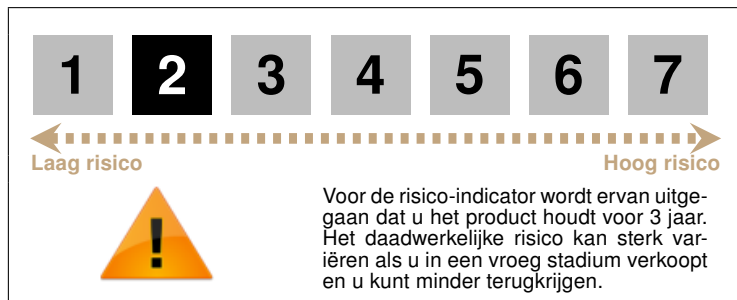 1 2 3 4 5 6 7
Laag risico Hoog risico
!
Voor de risico-indicator wordt ervan uitge-
gaan dat u het product houdt voor 3 jaar.
Het daadwerkelijke risico kan sterk var-
iëren als u in een vroeg stadium verkoopt
en u kunt minder terugkrijgen.